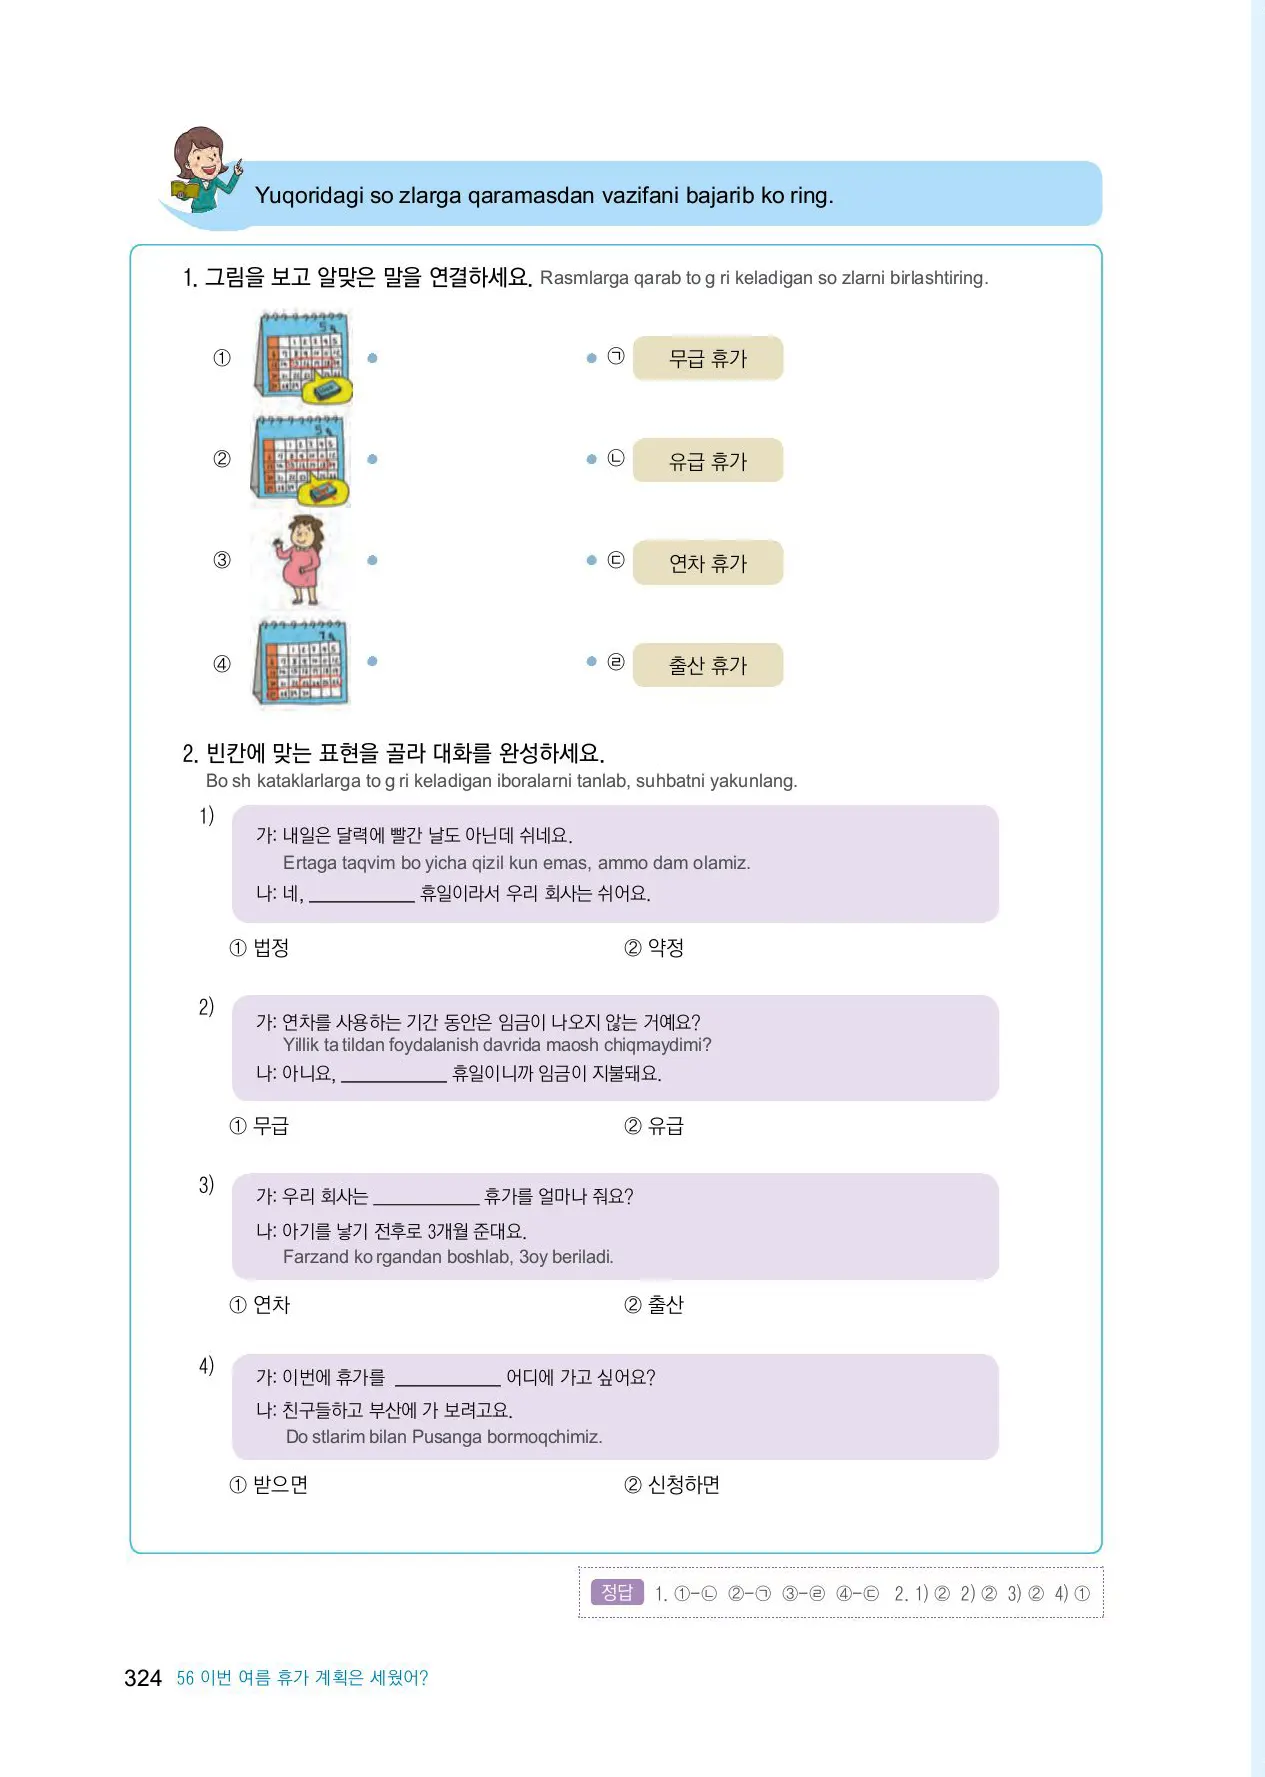 Yuqoridagi so zlarga qaramasdan vazifani bajarib ko ring.
1. 그림을 보고 알맞은 말을 연결하세요. Rasmlarga qarab to g ri keladigan so zlarni birlashtiring.
① ㉠ 무급 휴가
② ㉡ 유급 휴가
③ ㉢ 연차 휴가
④ ㉣ 출산 휴가
2. 빈칸에 맞는 표현을 골라 대화를 완성하세요.
Bo sh kataklarlarga to g ri keladigan iboralarni tanlab, suhbatni yakunlang.
1)
가: 내일은 달력에 빨간 날도 아닌데 쉬네요.
Ertaga taqvim bo yicha qizil kun emas, ammo dam olamiz.
나: 네, ___________ 휴일이라서 우리 회사는 쉬어요.
① 법정 ② 약정
2)
가: 연차를 사용하는 기간 동안은 임금이 나오지 않는 거예요?
Yillik ta tildan foydalanish davrida maosh chiqmaydimi?
나: 아니요, ___________ 휴일이니까 임금이 지불돼요.
① 무급 ② 유급
3)
가: 우리 회사는 ___________ 휴가를 얼마나 줘요?
나: 아기를 낳기 전후로 3개월 준대요.
Farzand ko rgandan boshlab, 3oy beriladi.
① 연차 ② 출산
4)
가: 이번에 휴가를 ___________ 어디에 가고 싶어요?
나: 친구들하고 부산에 가 보려고요.
Do stlarim bilan Pusanga bormoqchimiz.
① 받으면 ② 신청하면
정답 1. ①-㉡ ②-㉠ ③-㉣ ④-㉢ 2. 1) ② 2) ② 3) ② 4) ①
324 56 이번 여름 휴가 계획은 세웠어?